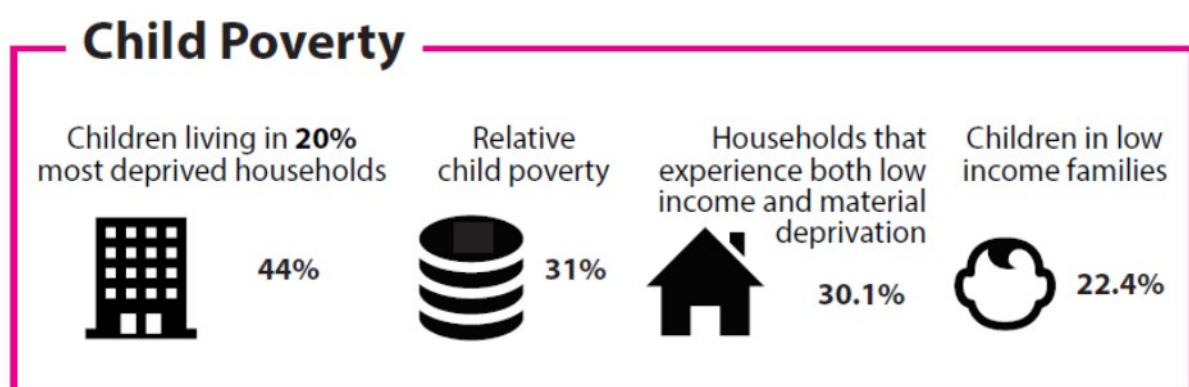 Child Poverty
Children living in 20%
most deprived households
44%
Relative
child poverty
31%
Households that
experience both low
income and material
deprivation
30.1%
Children in low
income families
22.4%